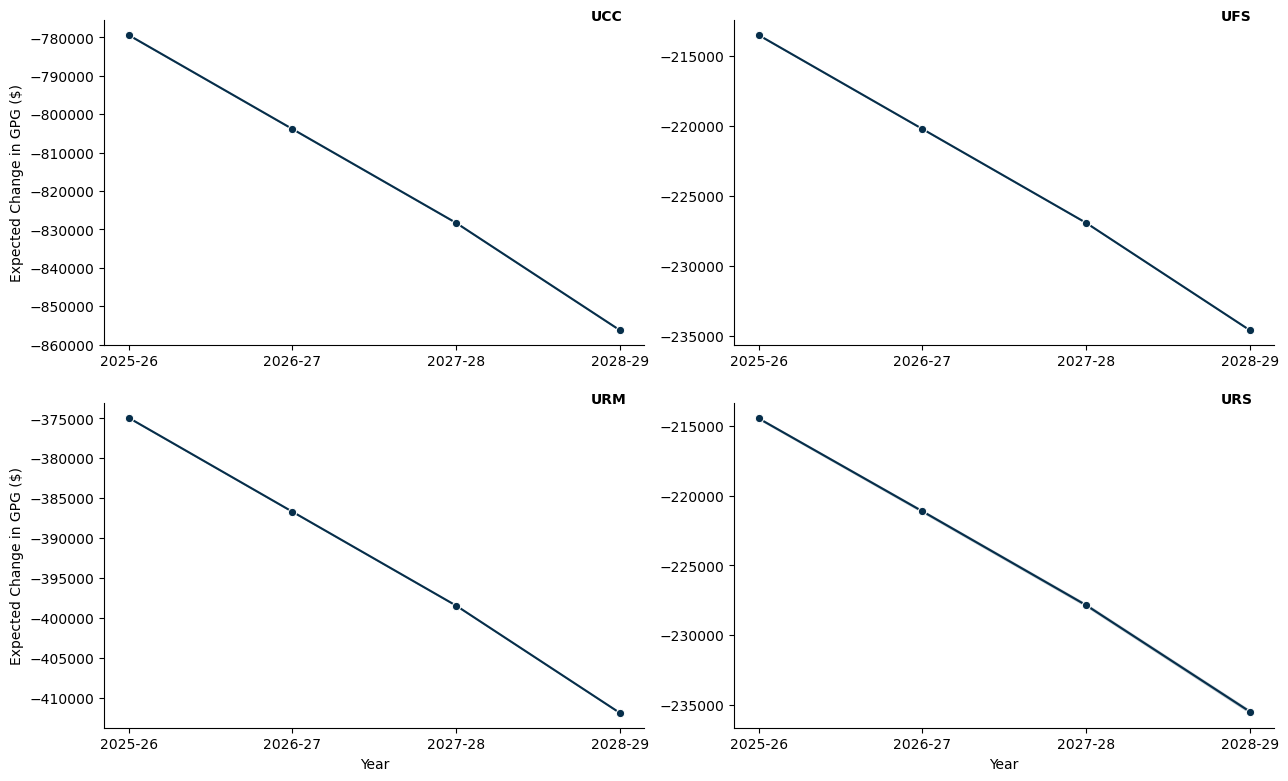 UCC
Expected Change in GPG ($)
−780000
−790000
−800000
−810000
−820000
−830000
−840000
−850000
−860000
2025-26 2026-27 2027-28 2028-29
UFS
−215000
−220000
−225000
−230000
−235000
2025-26 2026-27 2027-28 2028-29
URM
Expected Change in GPG ($)
−375000
−380000
−385000
−390000
−395000
−400000
−405000
−410000
2025-26 2026-27 2027-28 2028-29
Year
URS
−215000
−220000
−225000
−230000
−235000
2025-26 2026-27 2027-28 2028-29
Year